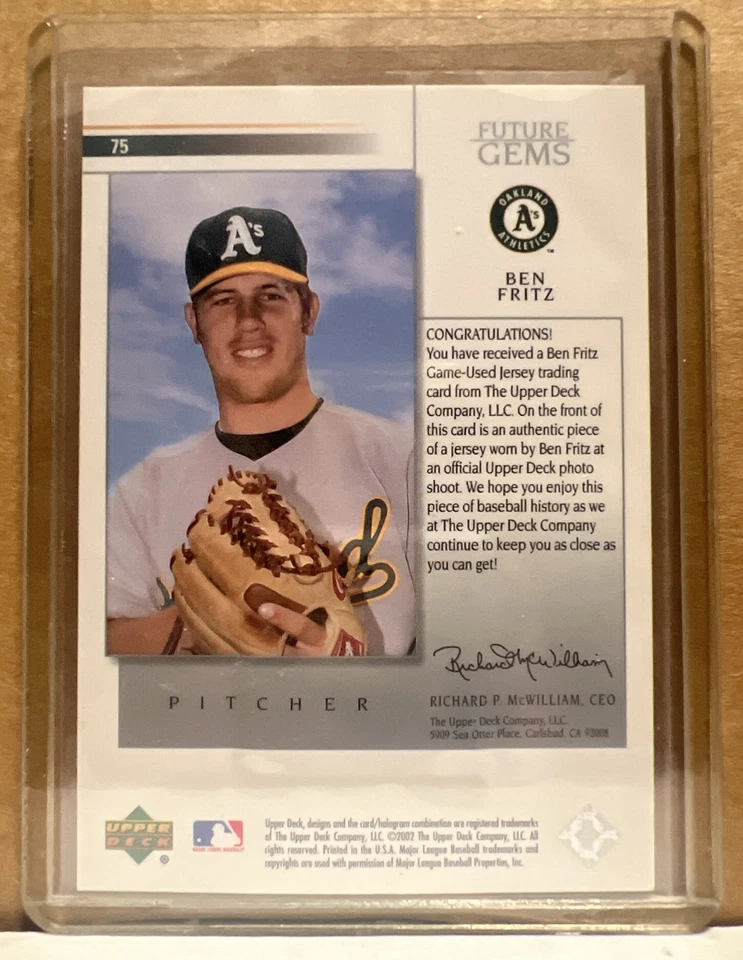 75
FUTURE
GEMS
OAKLAND
A's
ATHLETICS
™
BEN
FRITZ
A's
CONGRATULATIONS!
You have received a Ben Fritz
Game-Used Jersey trading
card from The Upper Deck
Company, LLC. On the front of
this card is an authentic piece
of a jersey worn by Ben Fritz at
an official Upper Deck photo
shoot. We hope you enjoy this
piece of baseball history as we
at The Upper Deck Company
continue to keep you as close as
you can get!
Richard McWilliam
PITCHER
RICHARD P. McWILLIAM, CEO
The Uppe- Deck Company, LLC.
5909 Sea Otter Place, Carlsbad, CA 92008
UPPER
DECK
®
MAJOR LEAGUE BASEBALL
Upper Deck, designs and the card/hologram combination are registered trademarks
of The Upper Deck Company, LLC. ©2002 The Upper Deck Company, LLC. All
rights reserved. Printed in the U.S.A. Major League Baseball trademarks and
copyrights are used with permission of Major League Baseball Properties, Inc.